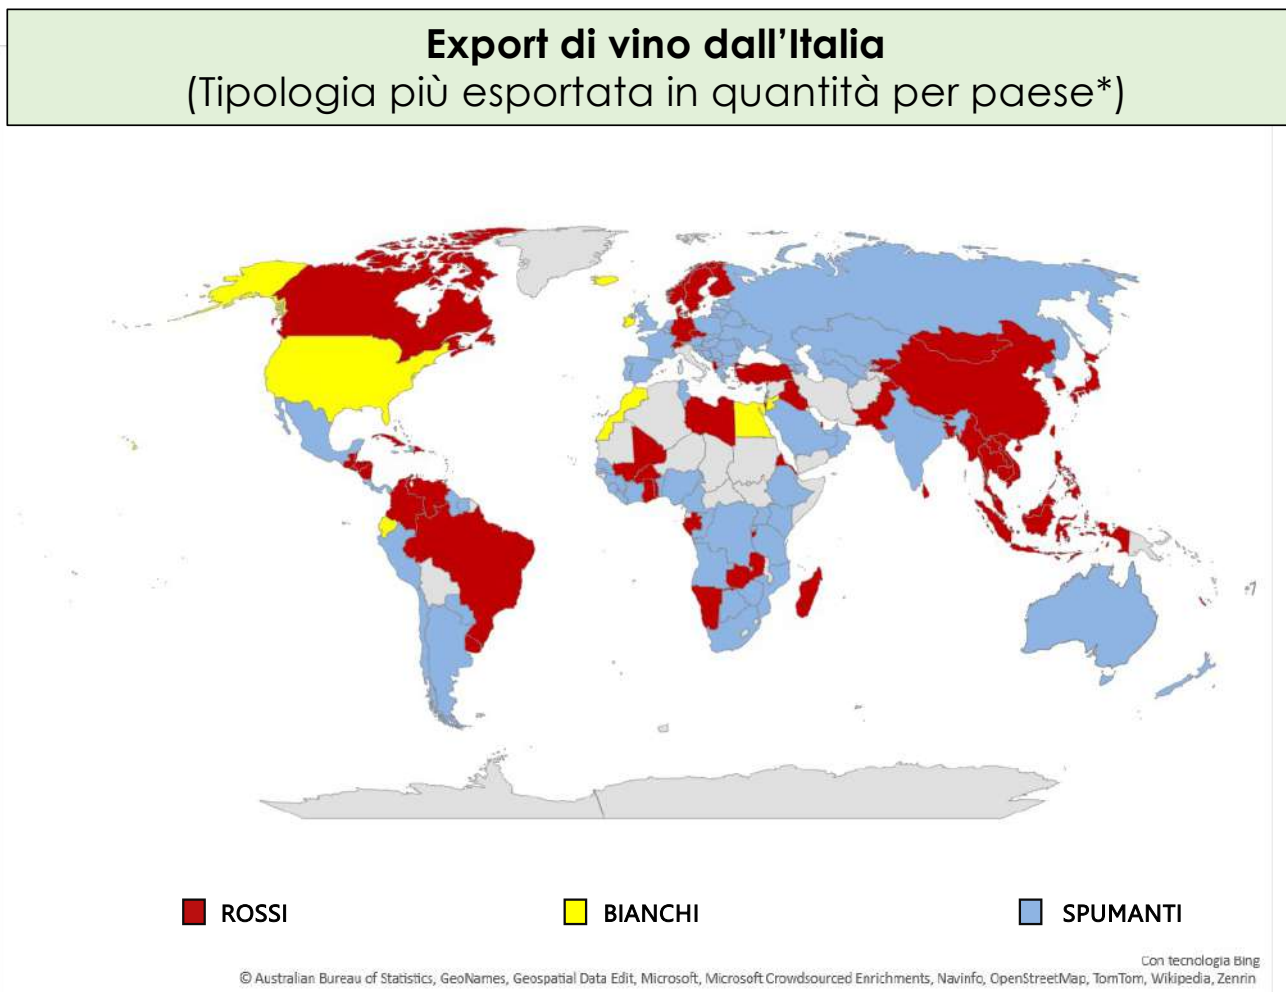 Export di vino dall’Italia
(Tipologia più esportata in quantità per paese*)
ROSSI
BIANCHI
SPUMANTI
Con tecnologia Bing
© Australian Bureau of Statistics, GeoNames, Geospatial Data Edit, Microsoft, Microsoft Crowdsourced Enrichments, Navinfo, OpenStreetMap, TomTom, Wikipedia, Zenrin